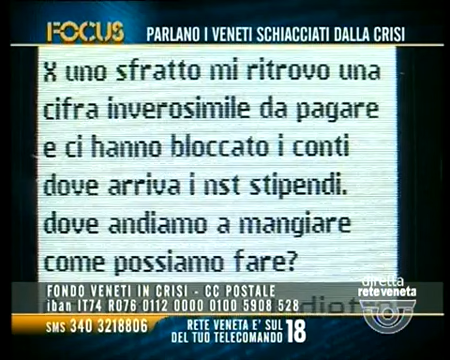 FOCUS
PARLANO I VENETI SCHIACCIATI DALLA CRISI
X uno sfratto mi ritrovo una
cifra inverosimile da pagare
e ci hanno bloccato i conti
dove arriva i nst stipendi.
dove andiamo a mangiare
come possiamo fare?
diretta
reteveneta
FONDO VENETI IN CRISI - CC POSTALE
iban IT74 R076 0112 0000 0100 5908 528
SMS 340 3218806
RETE VENETA E' SUL 18
DEL TUO TELECOMANDO